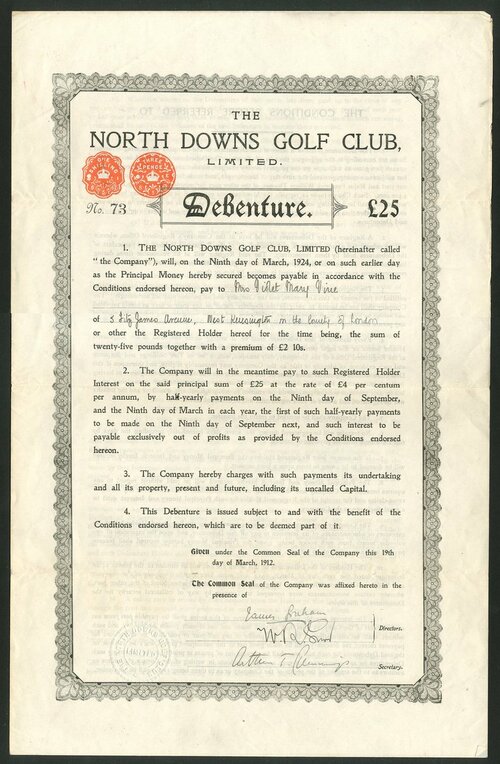 THE
NORTH DOWNS GOLF CLUB,
LIMITED.
ONE SHILLING
THREE PENCE
No. 73
Debenture.
£25
1. THE NORTH DOWNS GOLF CLUB, LIMITED (hereinafter called
"the Company"), will, on the Ninth day of March, 1924, or on such earlier day
as the Principal Money hereby secured becomes payable in accordance with the
Conditions endorsed hereon, pay to Mrs Violet Mary Vine
of 5 Fitz James Avenue, West Kensington in the County of London
or other the Registered Holder hereof for the time being, the sum of
twenty-five pounds together with a premium of £2 10s.
2. The Company will in the meantime pay to such Registered Holder
Interest on the said principal sum of £25 at the rate of £4 per centum
per annum, by half-yearly payments on the Ninth day of September,
and the Ninth day of March in each year, the first of such half-yearly payments
to be made on the Ninth day of September next, and such interest to be
payable exclusively out of profits as provided by the Conditions endorsed
hereon.
3. The Company hereby charges with such payments its undertaking
and all its property, present and future, including its uncalled Capital.
4. This Debenture is issued subject to and with the benefit of the
Conditions endorsed hereon, which are to be deemed part of it
Given under the Common Seal of the Company this 19th
day of March, 1912.
The Common Seal of the Company was affixed hereto in the
presence of
James
Directors.
Arthur T.
Secretary.